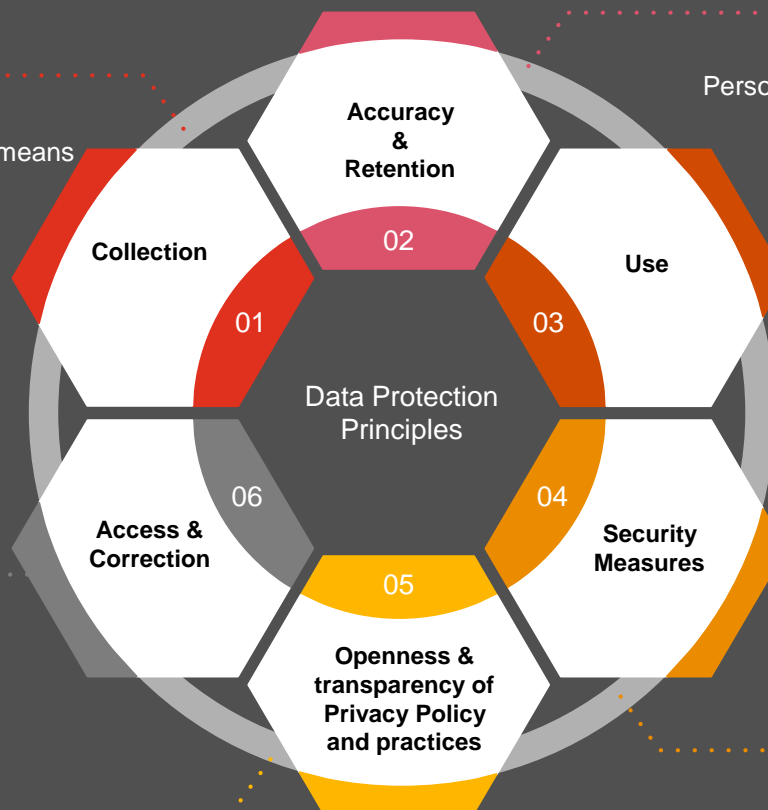 Perso
means
Accuracy
&
Retention
02
Collection
01
Use
03
Data Protection
Principles
06
Access &
Correction
04
Security
Measures
05
Openness &
transparency of
Privacy Policy
and practices